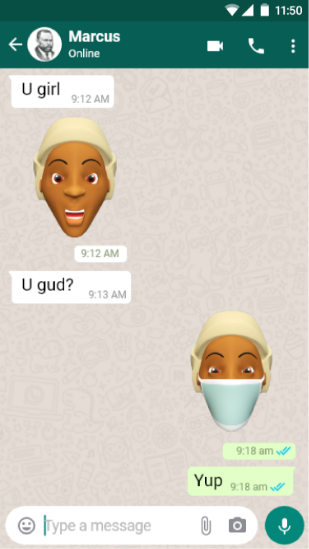 11:50
Marcus
Online
U girl 9:12 AM
9:12 AM
U gud? 9:13 AM
9:18 am
Yup 9:18 am
Type a message